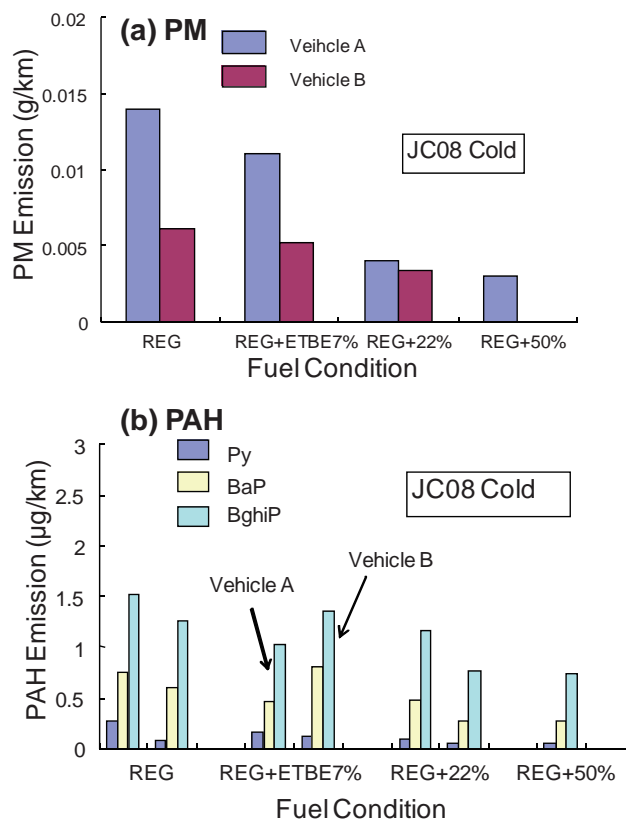 (a) PM
Veihcle A
Vehicle B
JC08 Cold
PM Emission (g/km)
0.02
0.015
0.01
0.005
0
REG
REG+ETBE7%
REG+22%
REG+50%
Fuel Condition
(b) PAH
Py
BaP
BghiP
JC08 Cold
Vehicle A
Vehicle B
PAH Emission (µg/km)
3
2.5
2
1.5
1
0.5
0
REG
REG+ETBE7%
REG+22%
REG+50%
Fuel Condition